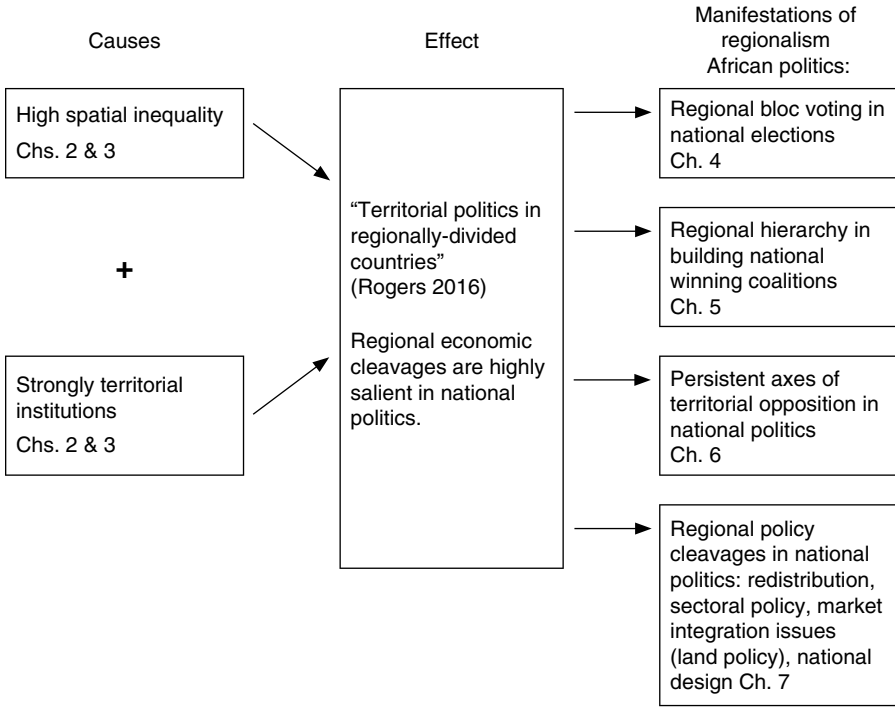 Causes
High spatial inequality
Chs. 2 & 3
+
Strongly territorial
institutions
Chs. 2 & 3
Effect
“Territorial politics in
regionally-divided
countries”
(Rogers 2016)
Regional economic
cleavages are highly
salient in national
politics.
Manifestations of
regionalism
African politics:
Regional bloc voting in
national elections
Ch. 4
Regional hierarchy in
building national
winning coalitions
Ch. 5
Persistent axes of
territorial opposition in
national politics
Ch. 6
Regional policy
cleavages in national
politics: redistribution,
sectoral policy, market
integration issues
(land policy), national
design Ch. 7